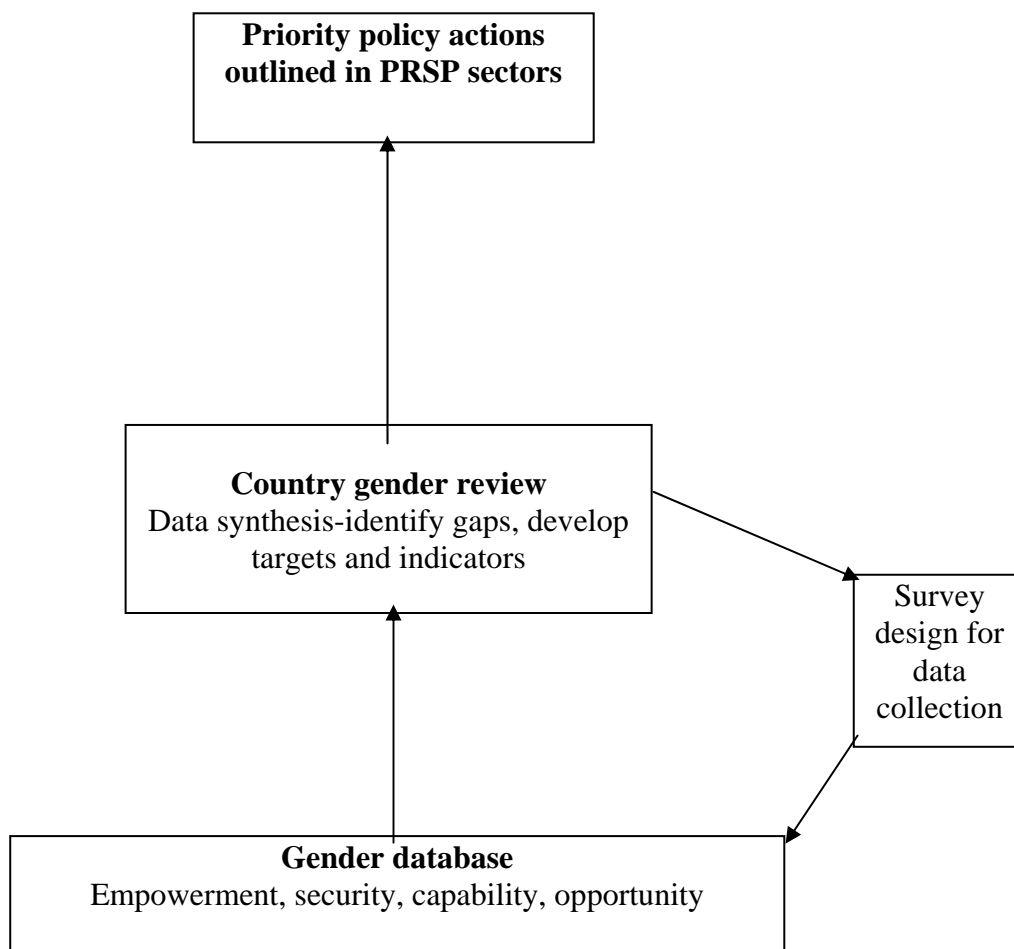 Priority policy actions
outlined in PRSP sectors
Country gender review
Data synthesis-identify gaps, develop
targets and indicators
Survey
design for
data
collection
Gender database
Empowerment, security, capability, opportunity